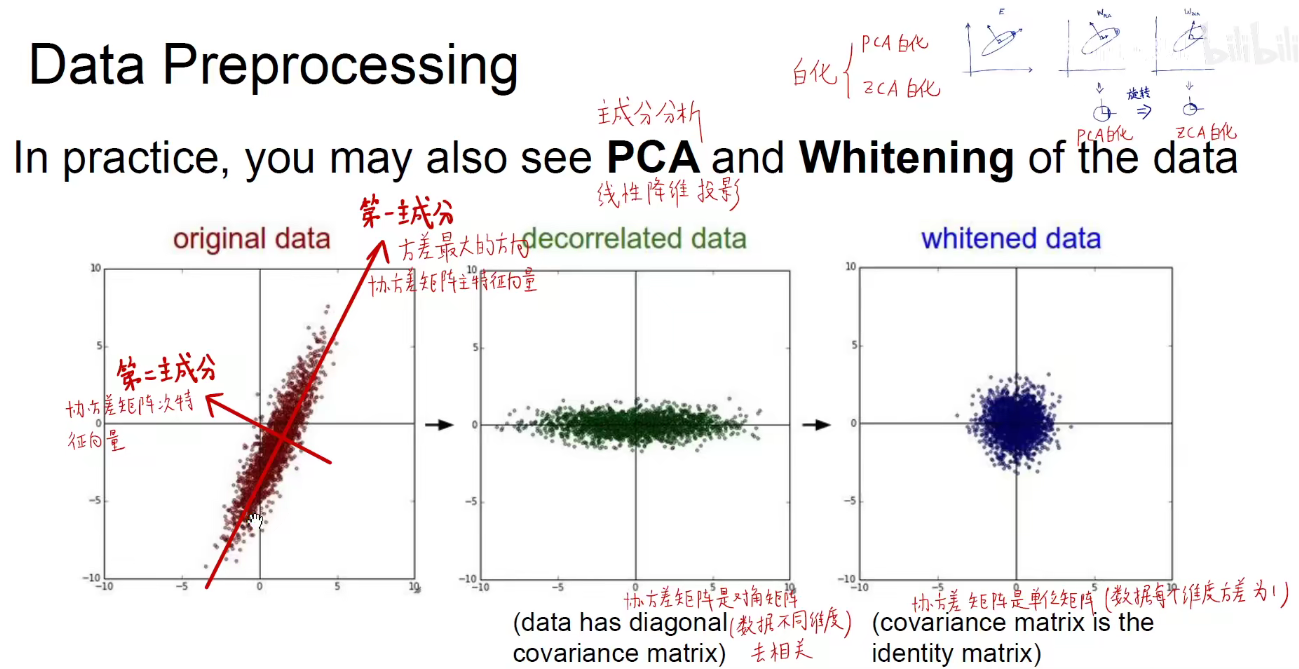 Data Preprocessing
白化
PCA白化
ZCA白化
E
旋转
PCA白化
ZCA白化
bilibili
主成分分析
In practice, you may also see PCA and Whitening of the data
线性降维 投影
第一主成分
original data
decorrelated data
whitened data
方差最大的方向
协方差矩阵主特征向量
第二主成分
协方差矩阵次特
征向量
10
5
0
−5
−10
−10
−5
0
5
10
10
5
0
−5
−10
−10
−5
0
5
10
10
5
0
−5
−10
−10
−5
0
5
10
协方差矩阵是对角矩阵
协方差矩阵是单位矩阵(数据每个维度方差为1)
(data has diagonal
(数据不同维度)
covariance matrix)
去相关
(covariance matrix is the
identity matrix)